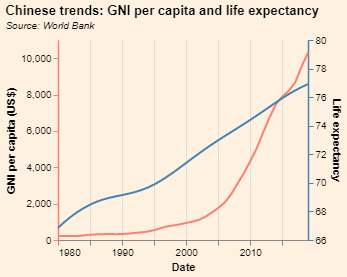 Chinese trends: GNI per capita and life expectancy
Source: World Bank
GNI per capita (US$)
10,000
8,000
6,000
4,000
2,000
0
80
78
76
74
72
70
68
66
Life expectancy
1980 1990 2000 2010
Date